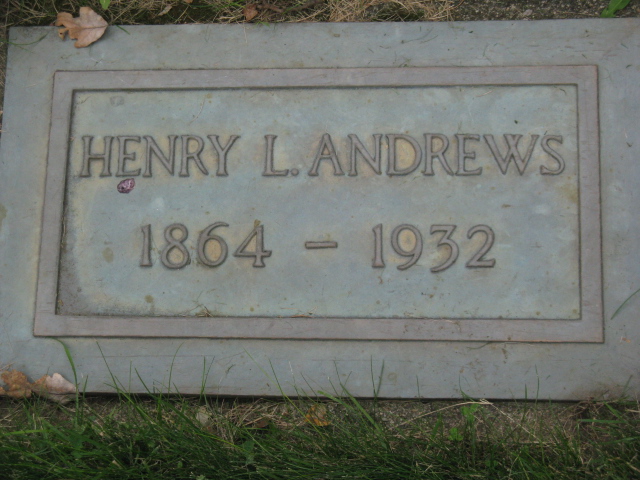 HENRY L. ANDREWS
1864 – 1932